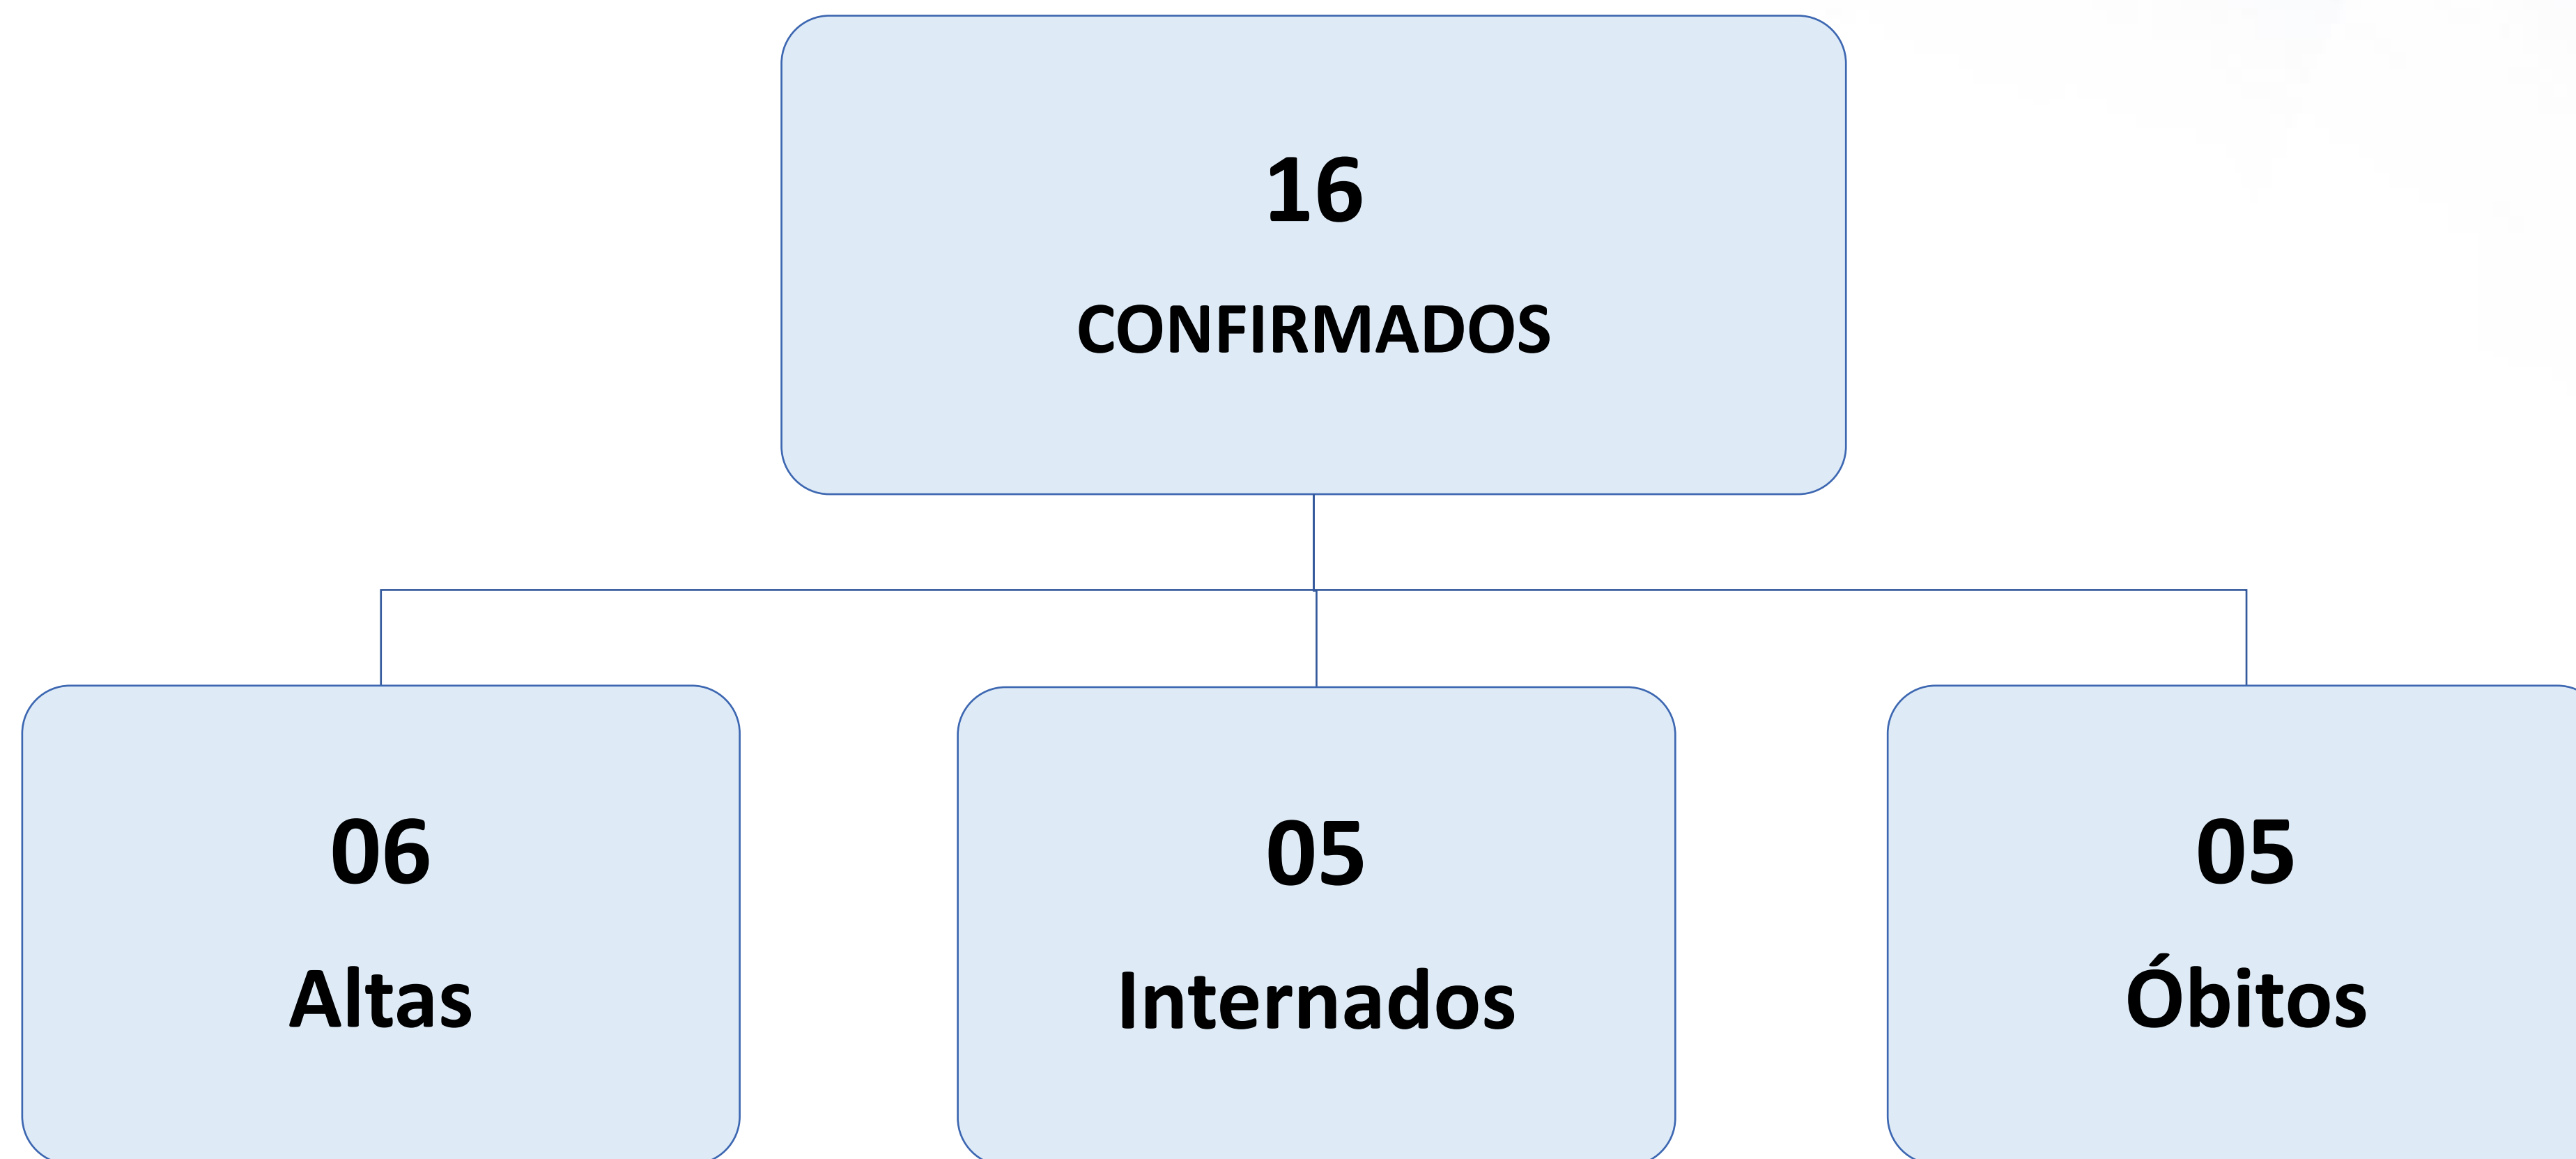 16
CONFIRMADOS
06
Altas
05
Internados
05
Óbitos